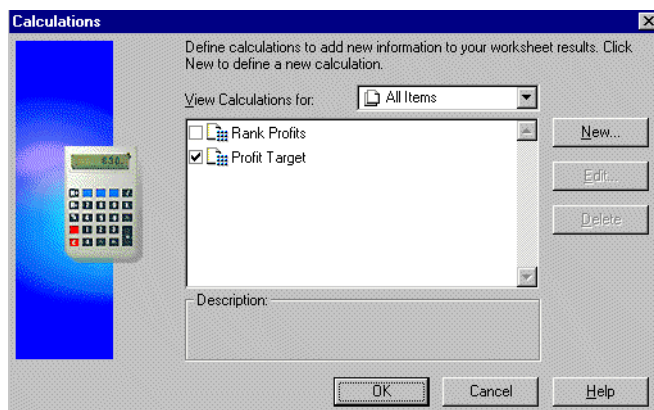 Calculations
Define calculations to add new information to your worksheet results. Click
New to define a new calculation.
View Calculations for:
All Items
Rank Profits
New...
Profit Target
Edit...
Delete
Description:
OK
Cancel
Help